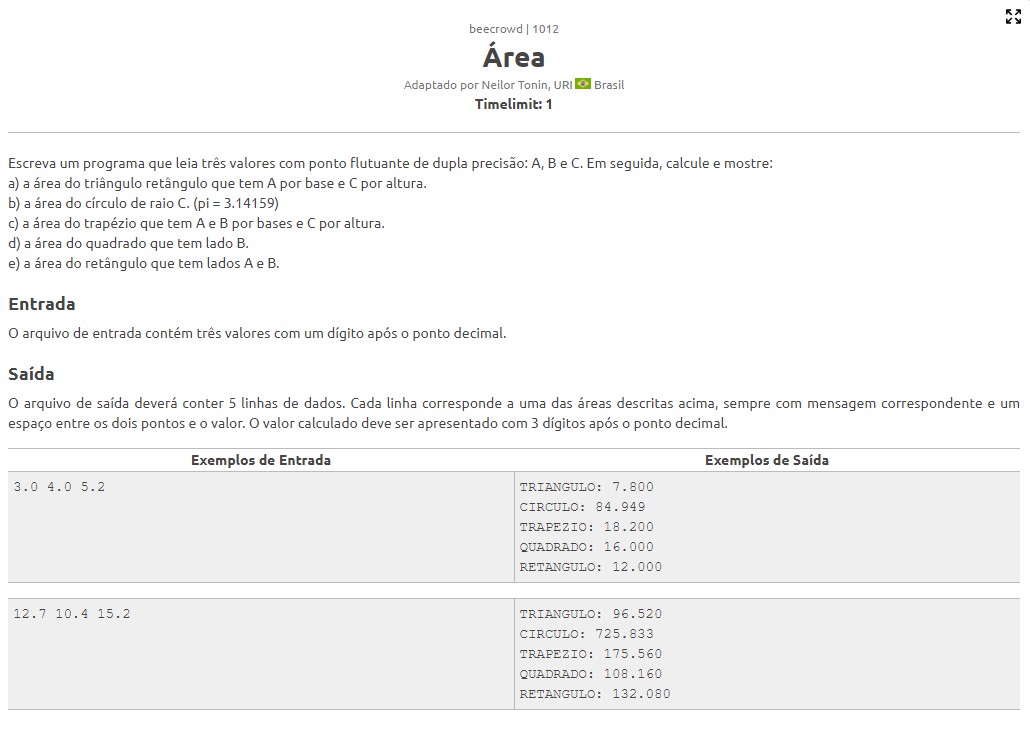 beecrowd | 1012
Área
Adaptado por Neilor Tonin, URI Brasil
Timelimit: 1
Escreva um programa que leia três valores com ponto flutuante de dupla precisão: A, B e C. Em seguida, calcule e mostre:
a) a área do triângulo retângulo que tem A por base e C por altura.
b) a área do círculo de raio C. (pi = 3.14159)
c) a área do trapézio que tem A e B por bases e C por altura.
d) a área do quadrado que tem lado B.
e) a área do retângulo que tem lados A e B.
Entrada
O arquivo de entrada contém três valores com um dígito após o ponto decimal.
Saída
O arquivo de saída deverá conter 5 linhas de dados. Cada linha corresponde a uma das áreas descritas acima, sempre com mensagem correspondente e um
espaço entre os dois pontos e o valor. O valor calculado deve ser apresentado com 3 dígitos após o ponto decimal.
Exemplos de Entrada
Exemplos de Saída
3.0 4.0 5.2
TRIANGULO: 7.800
CIRCULO: 84.949
TRAPEZIO: 18.200
QUADRADO: 16.000
RETANGULO: 12.000
12.7 10.4 15.2
TRIANGULO: 96.520
CIRCULO: 725.833
TRAPEZIO: 175.560
QUADRADO: 108.160
RETANGULO: 132.080